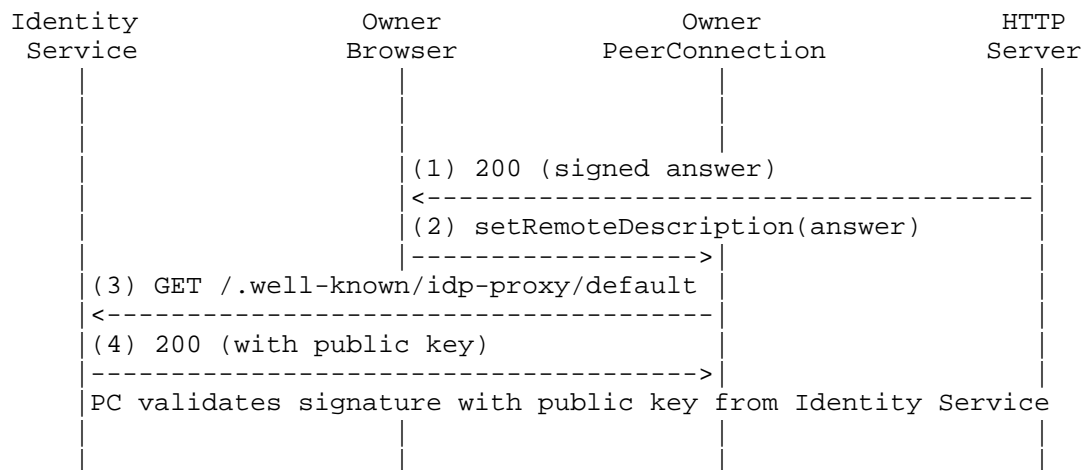 Identity Owner Owner HTTP
Service Browser PeerConnection Server
(1) 200 (signed answer)
(2) setRemoteDescription(answer)
(3) GET /.well-known/idp-proxy/default
(4) 200 (with public key)
PC validates signature with public key from Identity Service